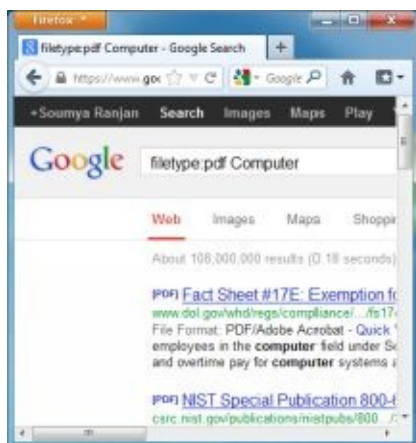 Firefox
filetype:pdf Computer - Google Search
https://www.goo Google
+Soumya Ranjan Search Images Maps Play
Google filetype:pdf Computer
Web Images Maps Shoppin
About 108,000,000 results (0.18 seconds)
[PDF] Fact Sheet #17E: Exemption fo
www.dol.gov/whd/regs/compliance/.../fs17e
File Format: PDF/Adobe Acrobat - Quick
employees in the computer field under Se
and overtime pay for computer systems a
[PDF] NIST Special Publication 800-6
csrc.nist.gov/publications/nistpubs/800